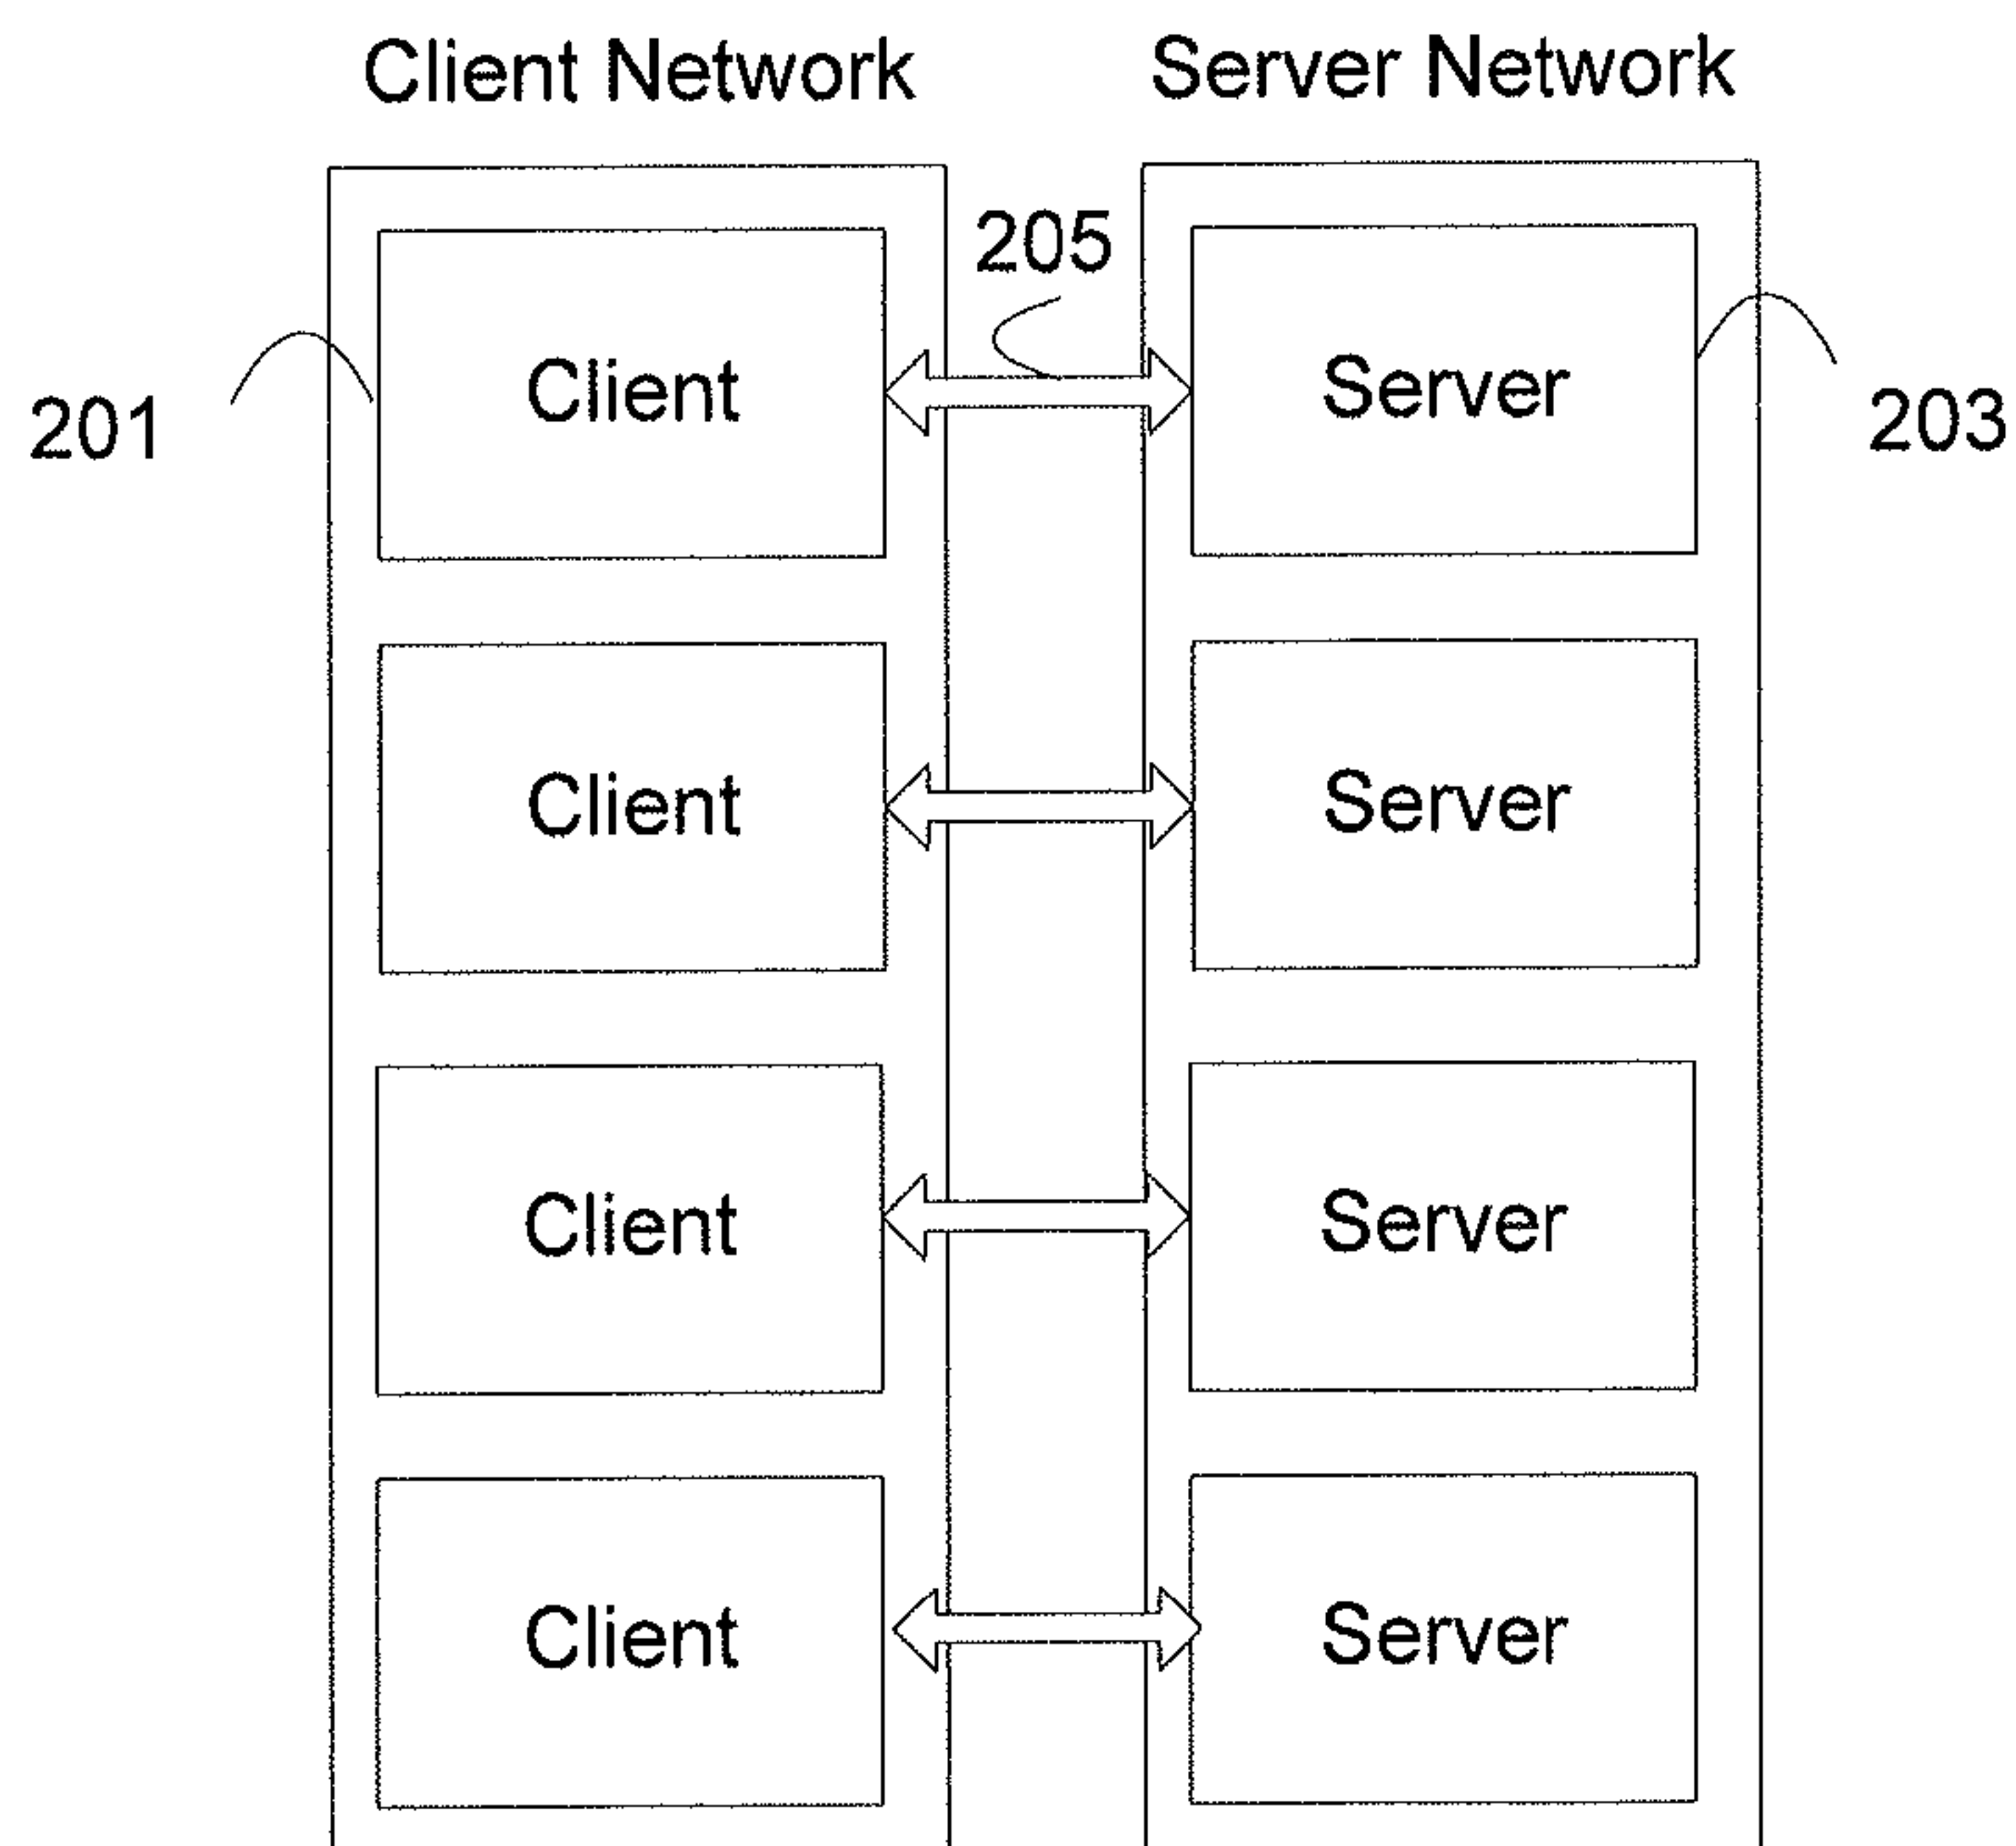 Client Network
Server Network
205
201
Client
Server
203
Client
Server
Client
Server
Client
Server